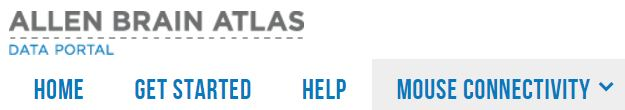 ALLEN BRAIN ATLAS
DATA PORTAL
HOME GET STARTED HELP MOUSE CONNECTIVITY